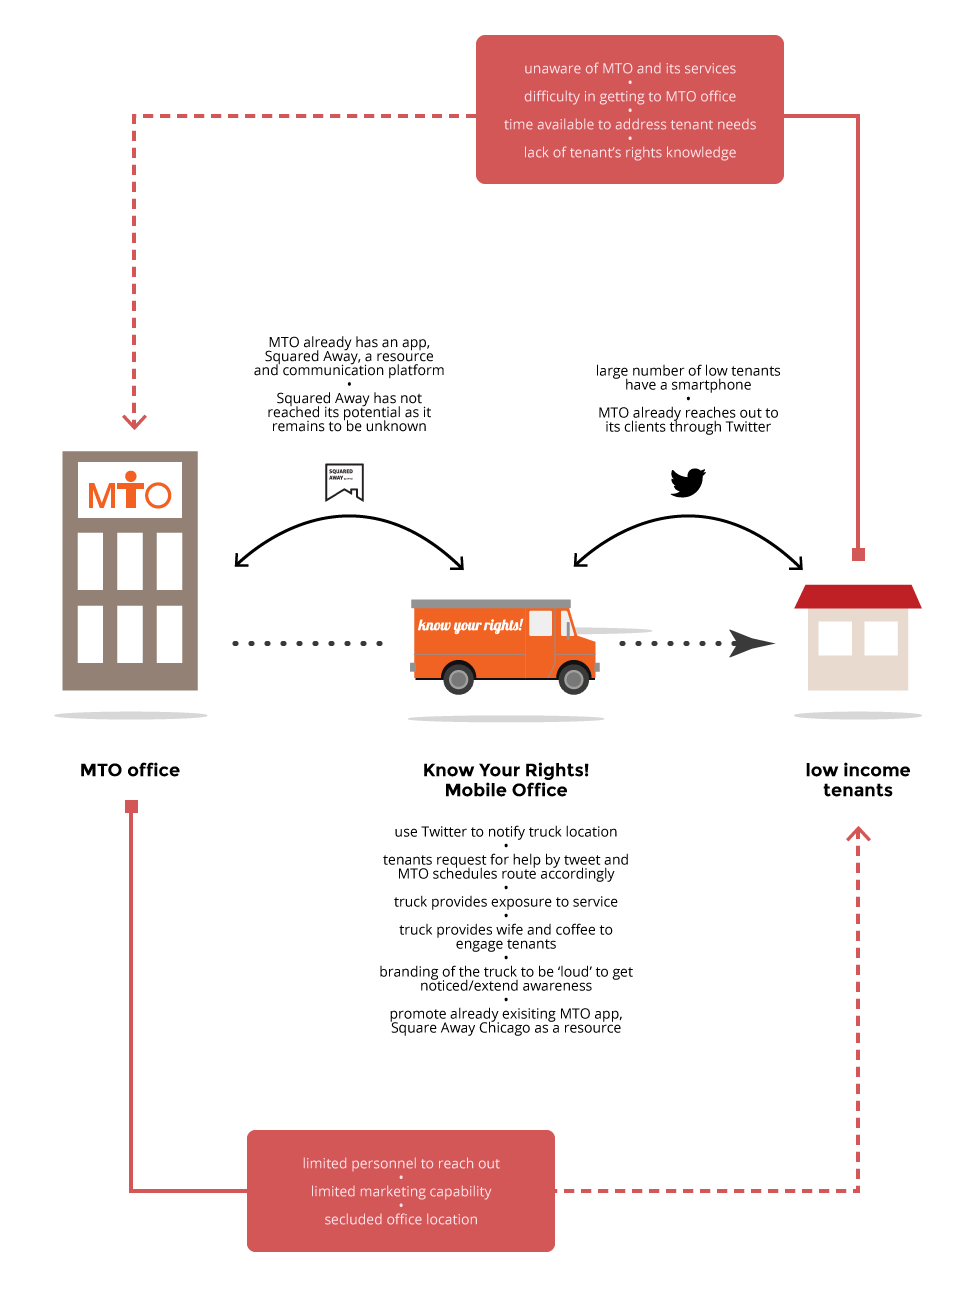 unaware of MTO and its services
•
difficulty in getting to MTO office
•
time available to address tenant needs
•
lack of tenant's rights knowledge
MTO already has an app,
Squared Away, a resource
and communication platform
•
Squared Away has not
reached its potential as it
remains to be unknown
large number of low tenants
have a smartphone
•
MTO already reaches out to
its clients through Twitter
SQUARED
AWAY
MTO
know your rights!
MTO office
Know Your Rights!
Mobile Office
low income
tenants
use Twitter to notify truck location
•
tenants request for help by tweet and
MTO schedules route accordingly
•
truck provides exposure to service
•
truck provides wife and coffee to
engage tenants
•
branding of the truck to be ‘loud’ to get
noticed/extend awareness
•
promote already exisiting MTO app,
Square Away Chicago as a resource
limited personnel to reach out
•
limited marketing capability
•
secluded office location